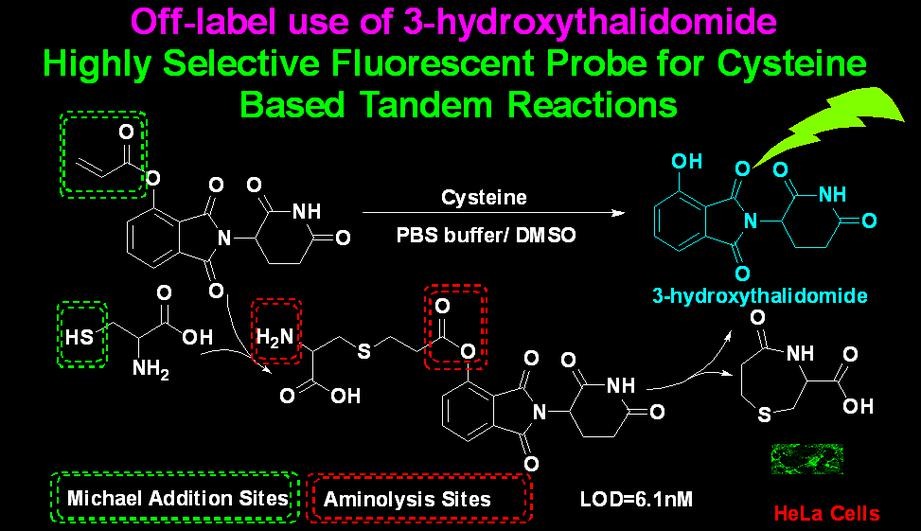 Off-label use of 3-hydroxythalidomide
Highly Selective Fluorescent Probe for Cysteine
Based Tandem Reactions
O
O
O
O
NH
N
O
O
Cysteine
PBS buffer/ DMSO
OH
O
O
NH
N
O
O
3-hydroxythalidomide
HS
O
OH
NH2
H2N
S
O
O
O
OH
O
O
NH
N
O
O
O
NH
O
OH
S
Michael Addition Sites
Aminolysis Sites
LOD=6.1nM
HeLa Cells